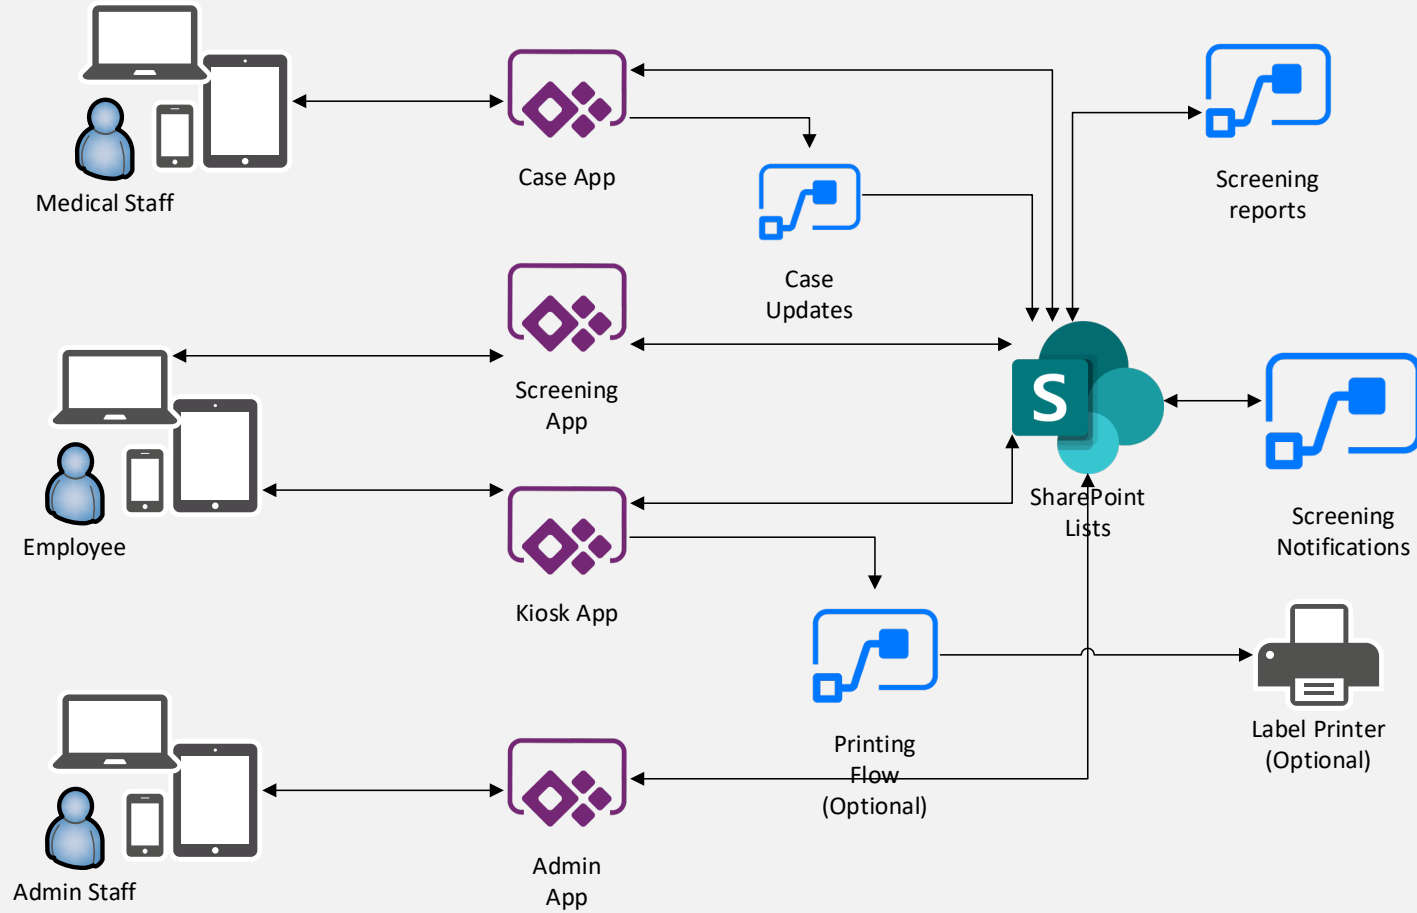 Medical Staff
Case App
Case
Updates
Screening
reports
Screening
App
Employee
S
SharePoint
Lists
Screening
Notifications
Kiosk App
Printing
Flow
(Optional)
Label Printer
(Optional)
Admin Staff
Admin
App